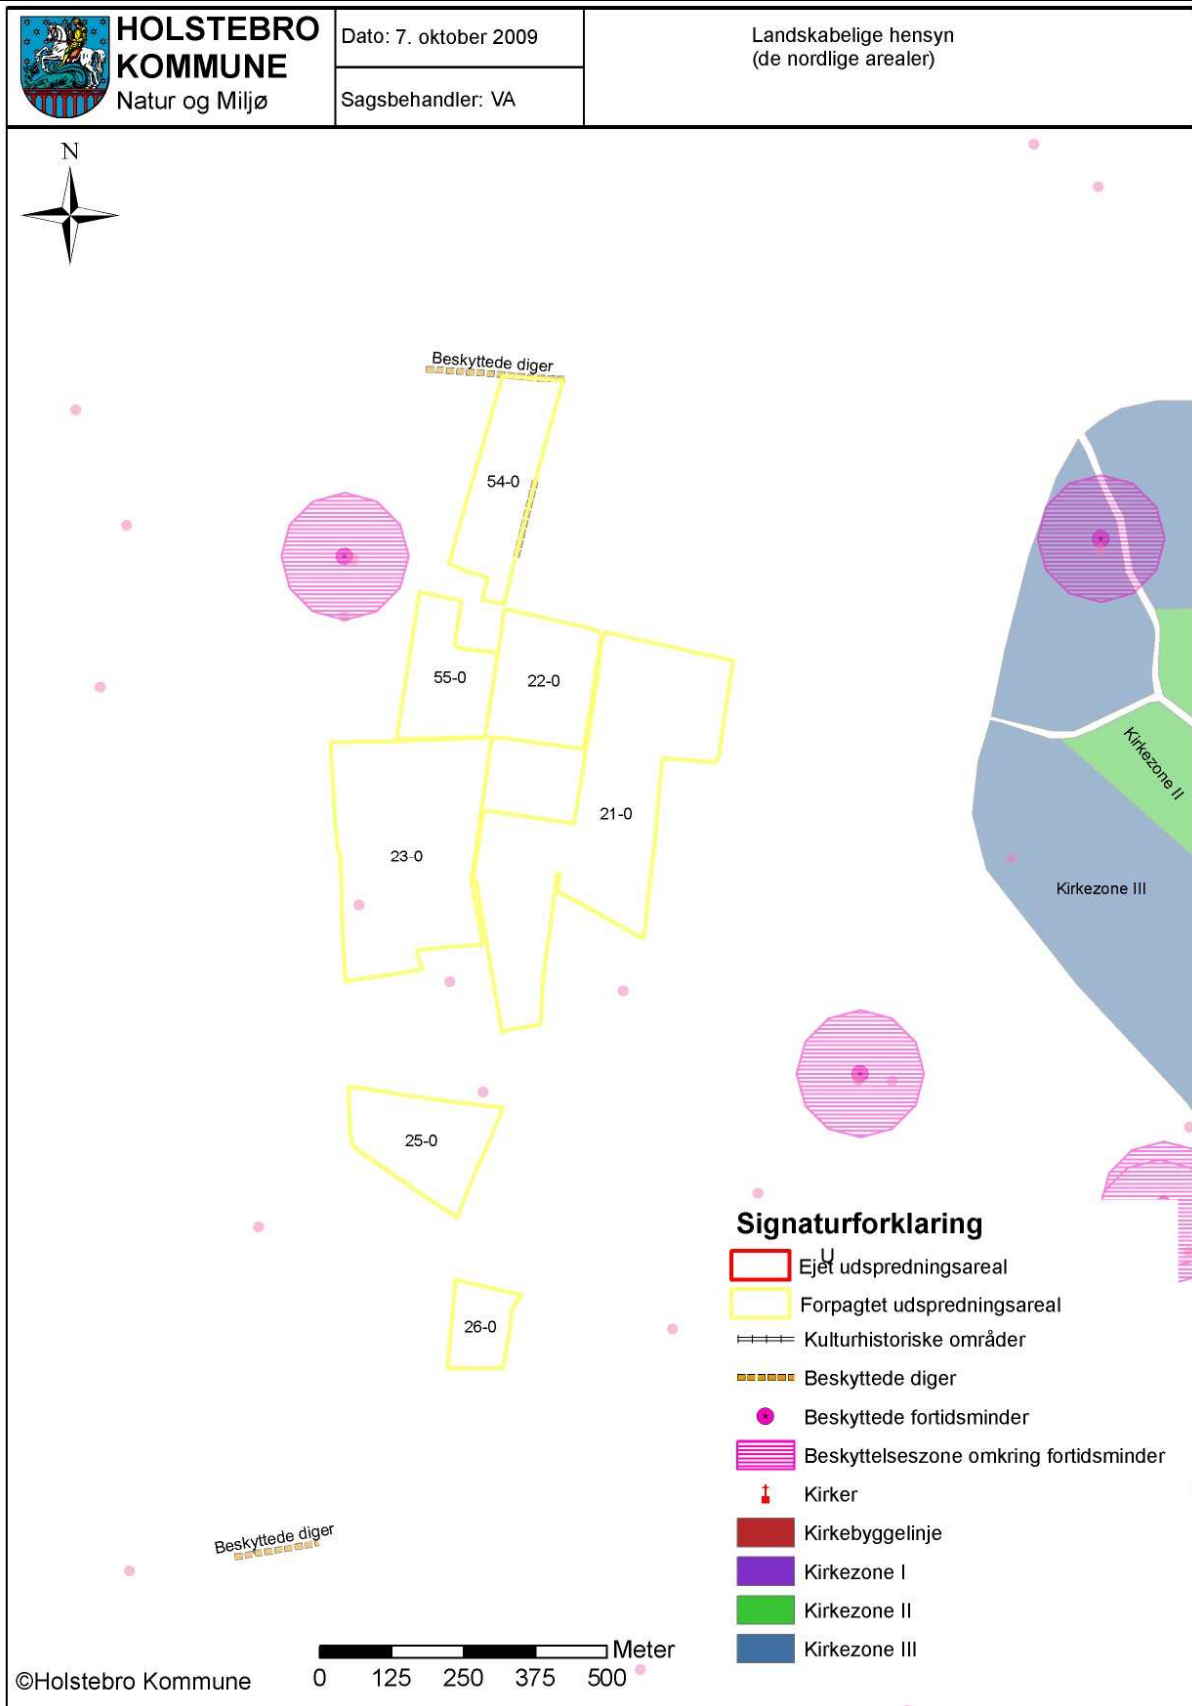 HOLSTEBRO
KOMMUNE
Natur og Miljø
Dato: 7. oktober 2009
Sagsbehandler: VA
Landskabelige hensyn
(de nordlige arealer)
N
Beskyttede diger
54-0
55-0
22-0
21-0
23-0
Kirkezone II
Kirkezone III
25-0
26-0
Beskyttede diger
Signaturforklaring
U
Ejet udspredningsareal
Forpagtet udspredningsareal
Kulturhistoriske områder
Beskyttede diger
Beskyttede fortidsminder
Beskyttelseszone omkring fortidsminder
Kirker
Kirkebyggelinje
Kirkezone I
Kirkezone II
Kirkezone III
Meter
0 125 250 375 500
©Holstebro Kommune